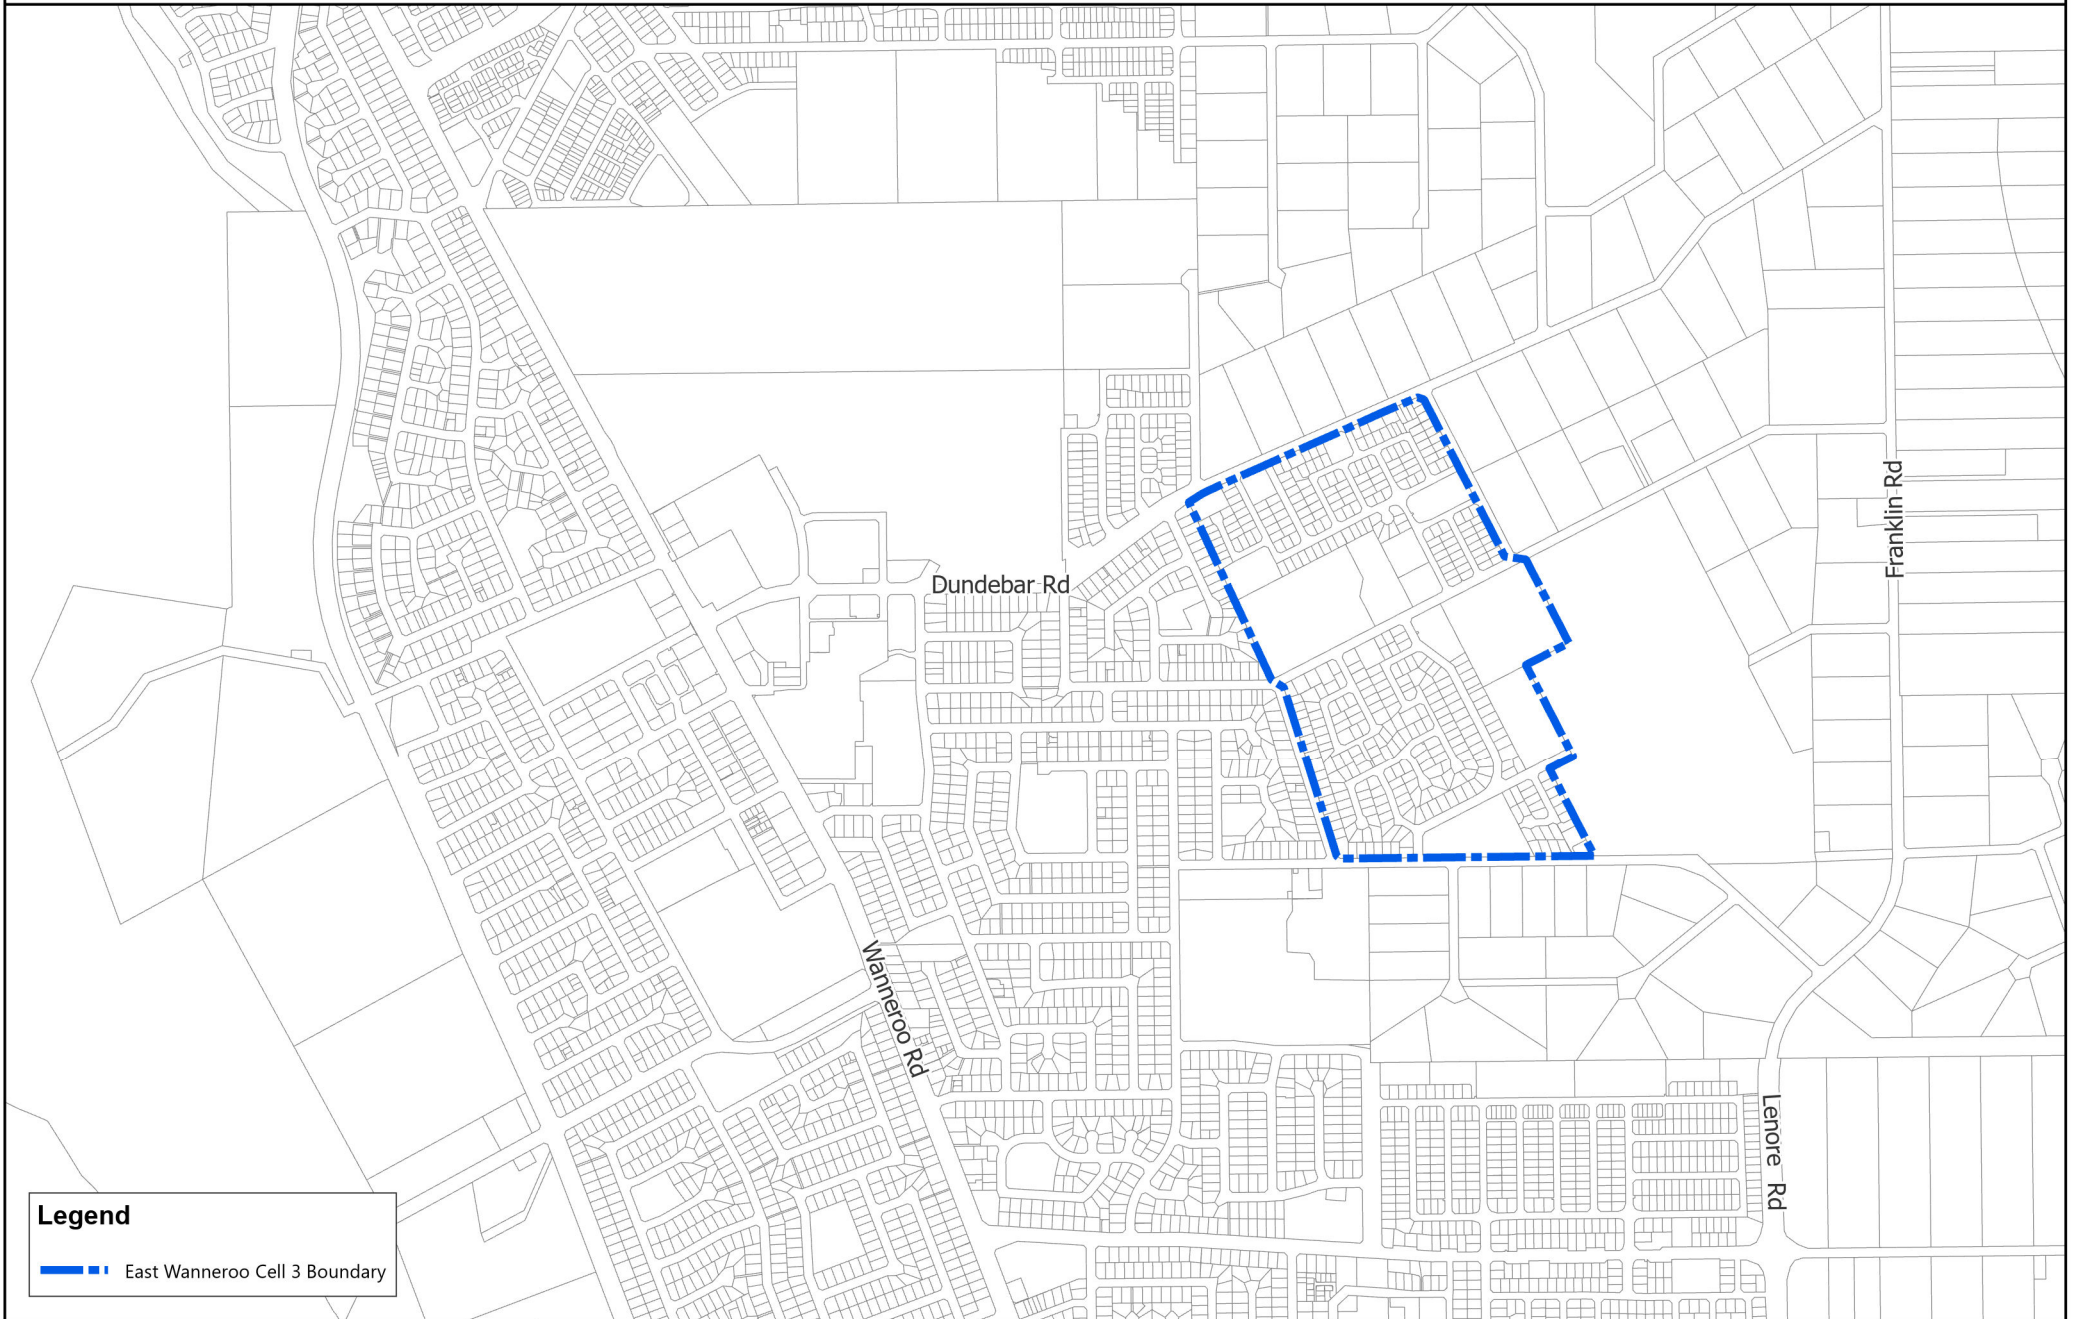 Dundebar Rd
Franklin Rd
Wanneroo Rd
Lenore Rd
Legend
East Wanneroo Cell 3 Boundary